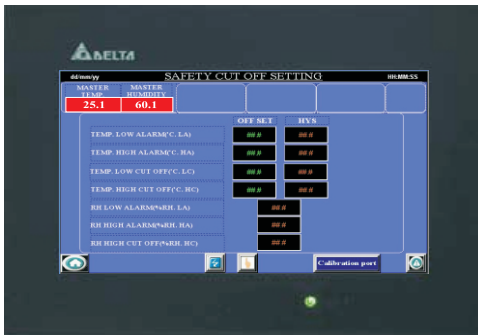 DELTA
dd/mm/yy SAFETY CUT OFF SETTING HH:MM:SS
MASTER TEMP. MASTER HUMIDITY
25.1 60.1
OFF SET HYS
TEMP. LOW ALARM(°C. LA) ##.# ##.#
TEMP. HIGH ALARM(°C. HA) ##.# ##.#
TEMP. LOW CUT OFF(°C. LC) ##.# ##.#
TEMP. HIGH CUT OFF(°C. HC) ##.# ##.#
RH LOW ALARM(%RH. LA) ##.#
RH HIGH ALARM(%RH. HA) ##.#
RH HIGH CUT OFF(%RH. HC) ##.#
Calibration port